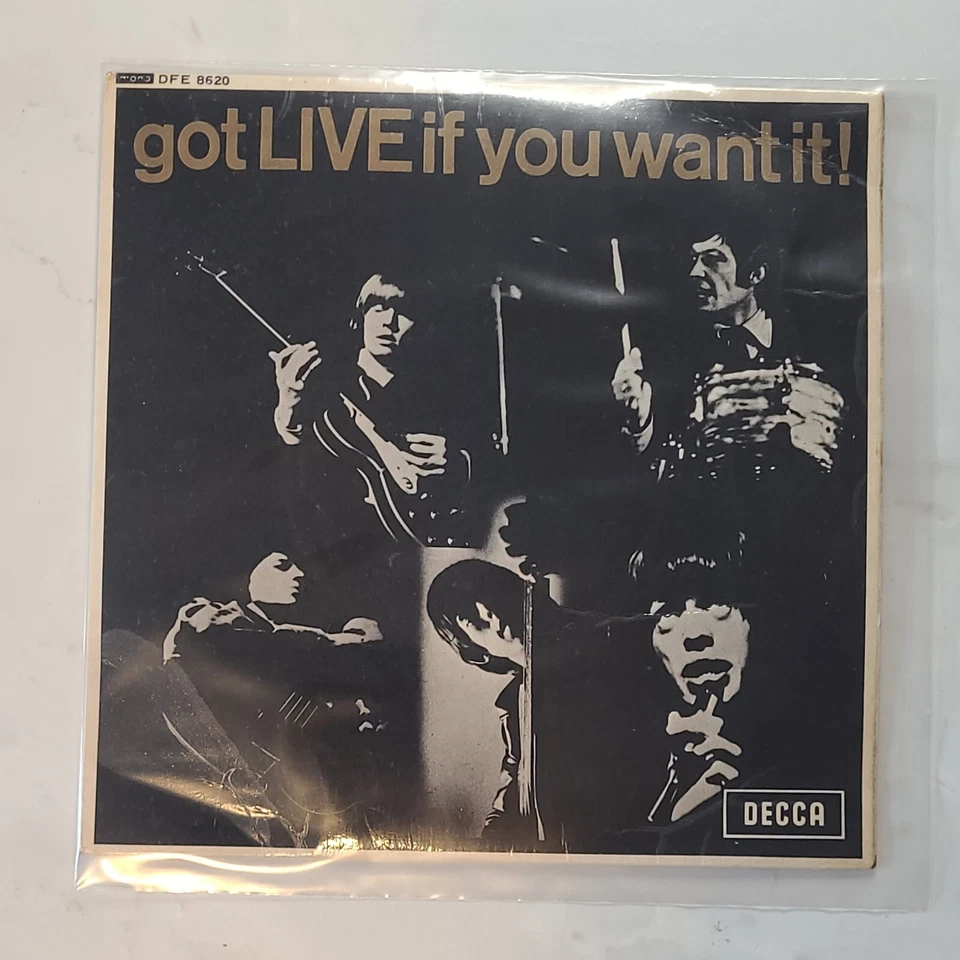 mono DFE 8620
got LIVE if you want it!
DECCA